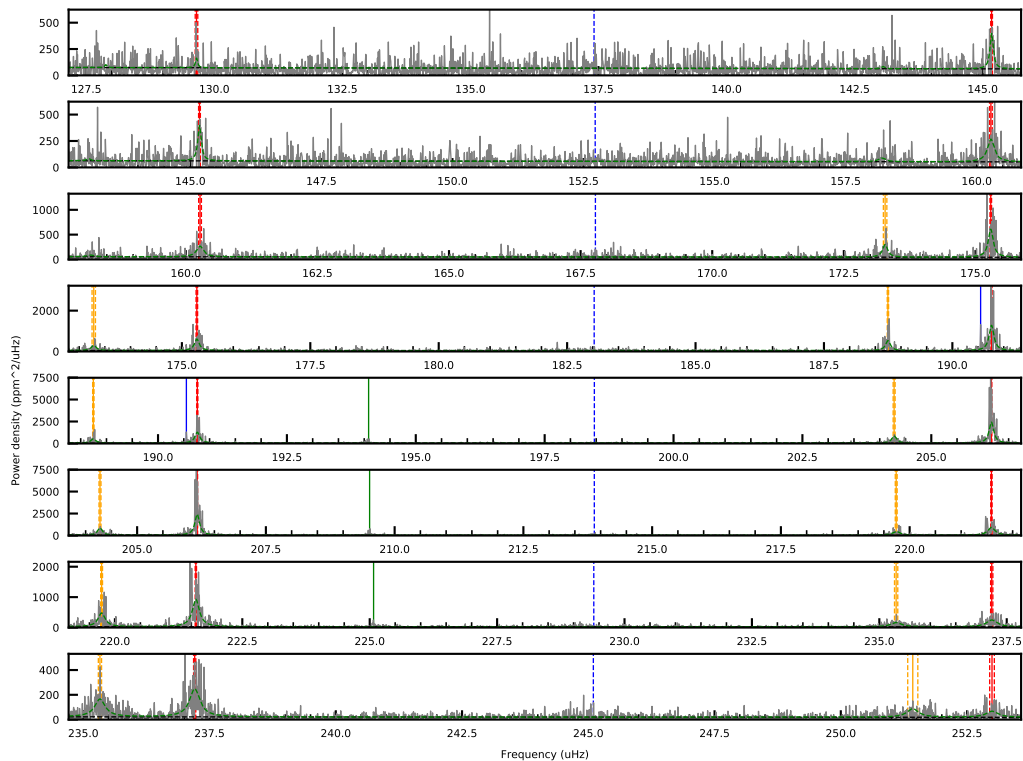 500
250
0
127.5 130.0 132.5 135.0 137.5 140.0 142.5 145.0
500
250
0
145.0 147.5 150.0 152.5 155.0 157.5 160.0
1000
500
0
160.0 162.5 165.0 167.5 170.0 172.5 175.0
2000
0
175.0 177.5 180.0 182.5 185.0 187.5 190.0
7500
5000
2500
0
190.0 192.5 195.0 197.5 200.0 202.5 205.0
7500
5000
2500
0
205.0 207.5 210.0 212.5 215.0 217.5 220.0
2000
1000
0
220.0 222.5 225.0 227.5 230.0 232.5 235.0 237.5
400
200
0
235.0 237.5 240.0 242.5 245.0 247.5 250.0 252.5
Power density (ppm^2/uHz)
Frequency (uHz)